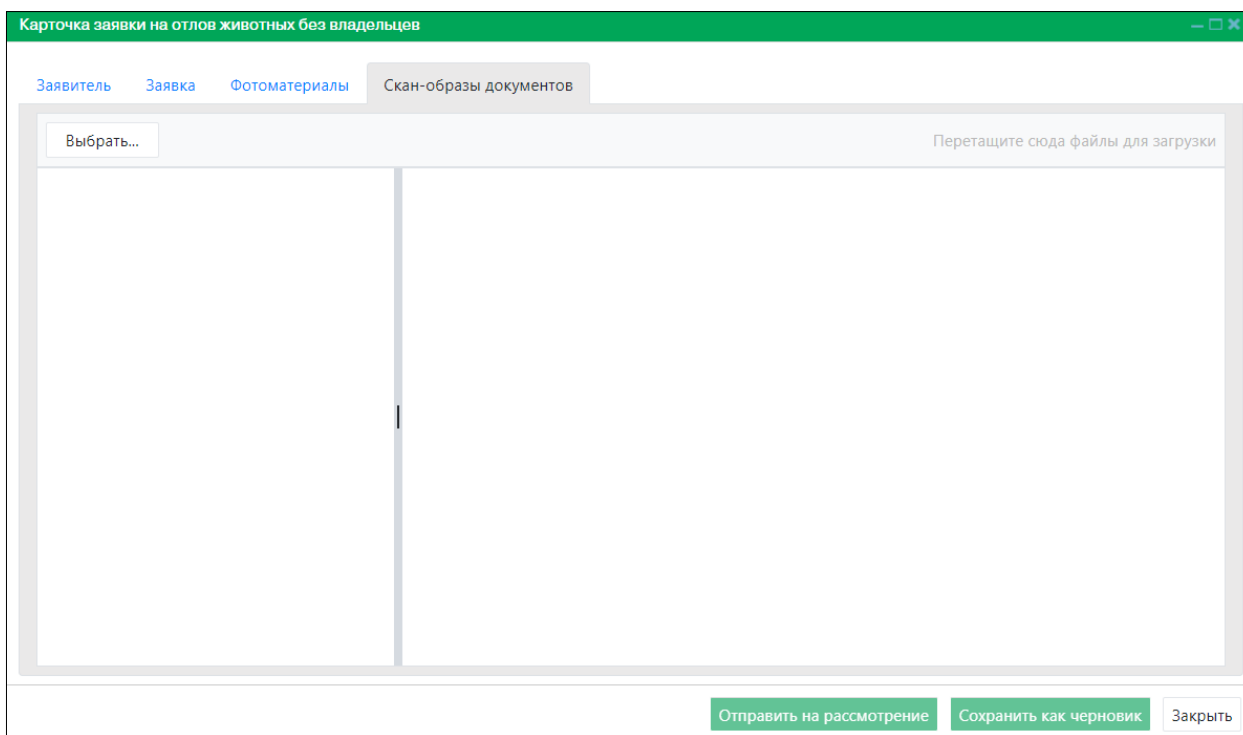 Карточка заявки на отлов животных без владельцев
Заявитель Заявка Фотоматериалы Скан-образы документов
Выбрать... Перетащите сюда файлы для загрузки
Отправить на рассмотрение Сохранить как черновик Закрыть